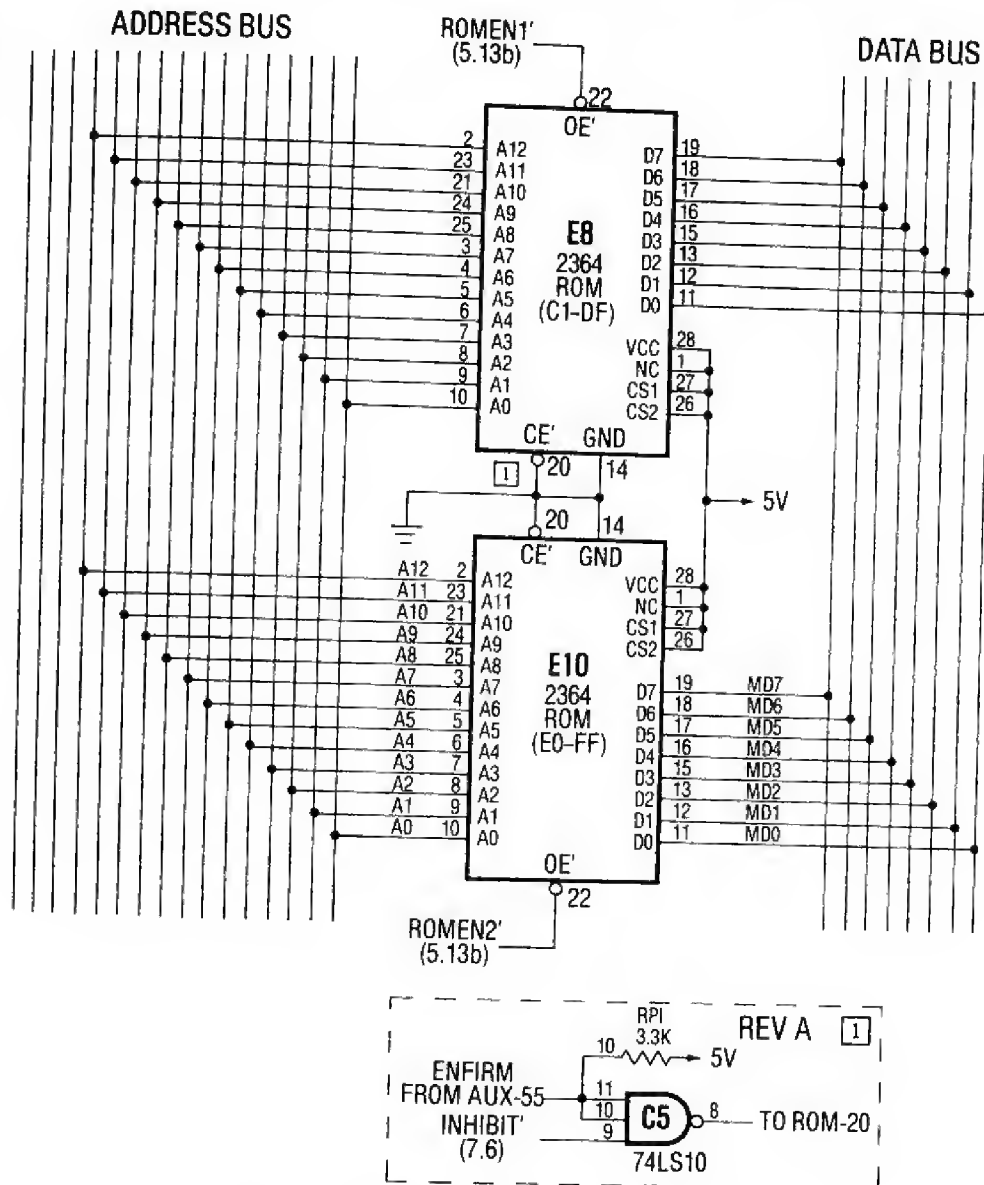 ADDRESS BUS
ROMEN1'
(5.13b)
DATA BUS
22
OE'
2 A12
23 A11
21 A10
24 A9
25 A8
3 A7
4 A6
5 A5
6 A4
7 A3
8 A2
9 A1
10 A0
E8
2364
ROM
(C1-DF)
D7 19
D6 18
D5 17
D4 16
D3 15
D2 13
D1 12
D0 11
VCC 28
NC 1
CS1 27
CS2 26
CE' GND
1 20 14
5V
20 14
CE' GND
A12 2 A12
A11 23 A11
A10 21 A10
A9 24 A9
A8 25 A8
A7 3 A7
A6 4 A6
A5 5 A5
A4 6 A4
A3 7 A3
A2 8 A2
A1 9 A1
A0 10 A0
E10
2364
ROM
(E0-FF)
VCC 28
NC 1
CS1 27
CS2 26
D7 19 MD7
D6 18 MD6
D5 17 MD5
D4 16 MD4
D3 15 MD3
D2 13 MD2
D1 12 MD1
D0 11 MD0
OE'
22
ROMEN2'
(5.13b)
REV A 1
RPI
3.3K
10 5V
ENFIRM
FROM AUX-55
INHIBIT'
(7.6)
11
10
9
C5
8 TO ROM-20
74LS10